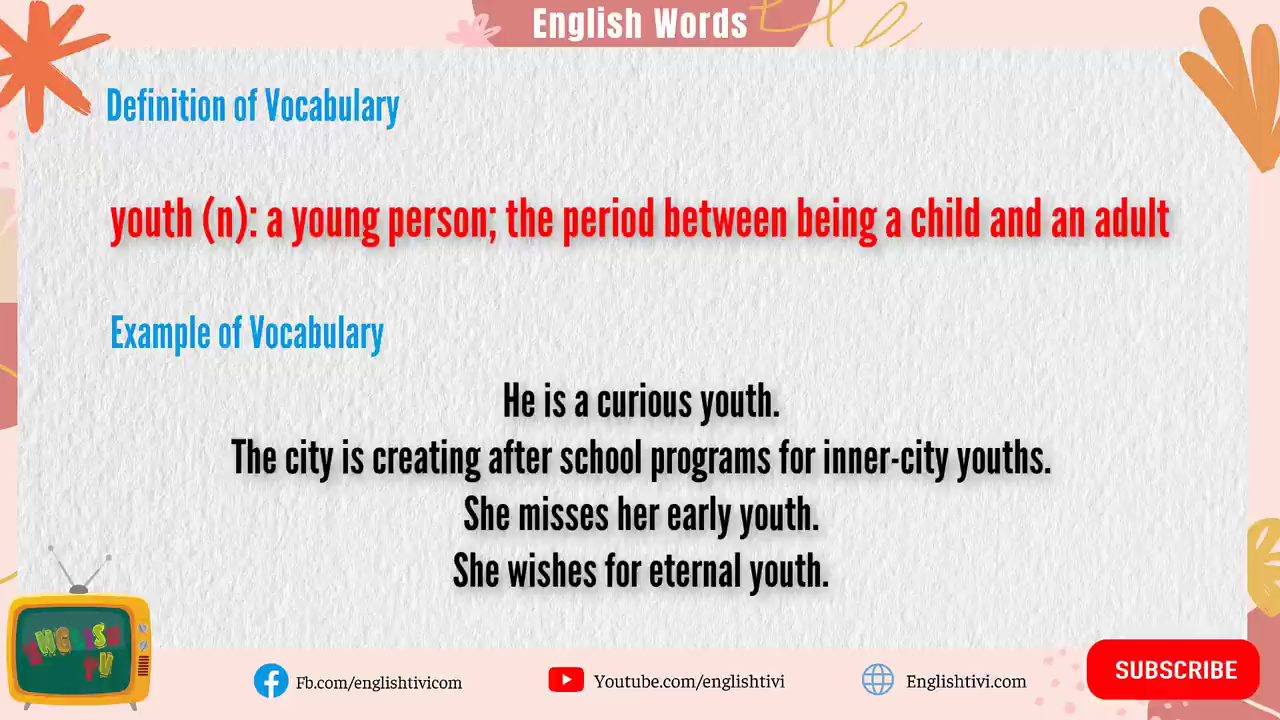 English Words
Definition of Vocabulary
youth (n): a young person; the period between being a child and an adult
Example of Vocabulary
He is a curious youth.
The city is creating after school programs for inner-city youths.
She misses her early youth.
She wishes for eternal youth.
ENGLISH
TV
Fb.com/englishtivicom
Youtube.com/englishtivi
Englishtivi.com
SUBSCRIBE